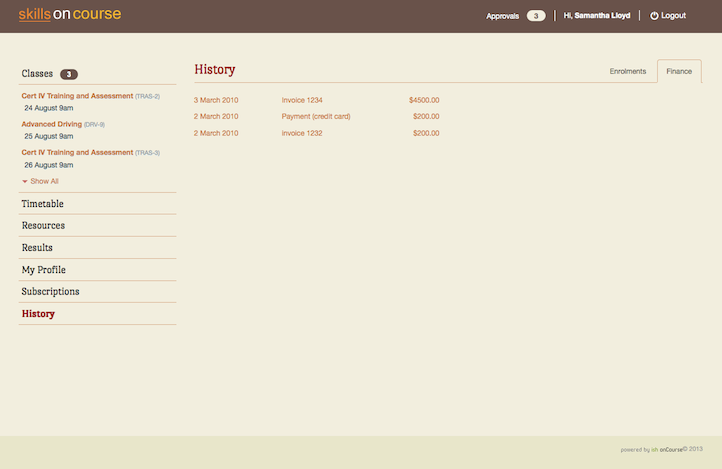 skillsoncourse
Approvals 3 Hi, Samantha Lloyd Logout
Classes 3
Cert IV Training and Assessment (TRAS-2)
24 August 9am
Advanced Driving (DRV-9)
25 August 9am
Cert IV Training and Assessment (TRAS-3)
26 August 9am
Show All
Timetable
Resources
Results
My Profile
Subscriptions
History
History
Enrolments Finance
3 March 2010 Invoice 1234 $4500.00
2 March 2010 Payment (credit card) $200.00
2 March 2010 invoice 1232 $200.00
powered by ish onCourse© 2013